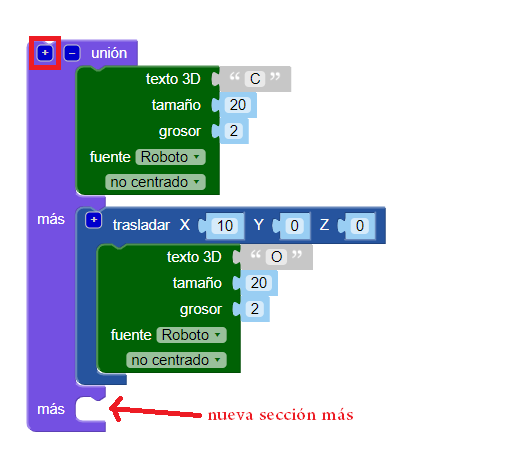 + − unión
texto 3D “ C ”
tamaño 20
grosor 2
fuente Roboto
no centrado
más
+ trasladar X 10 Y 0 Z 0
texto 3D “ O ”
tamaño 20
grosor 2
fuente Roboto
no centrado
más
nueva sección más